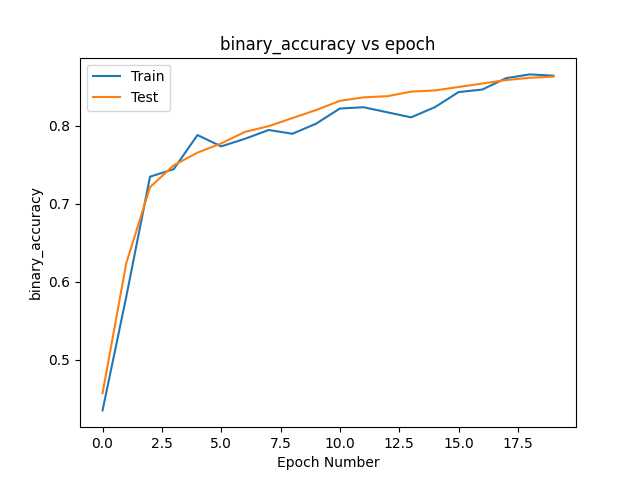 binary_accuracy vs epoch
Train
Test
0.8
0.7
0.6
0.5
binary_accuracy
0.0 2.5 5.0 7.5 10.0 12.5 15.0 17.5
Epoch Number